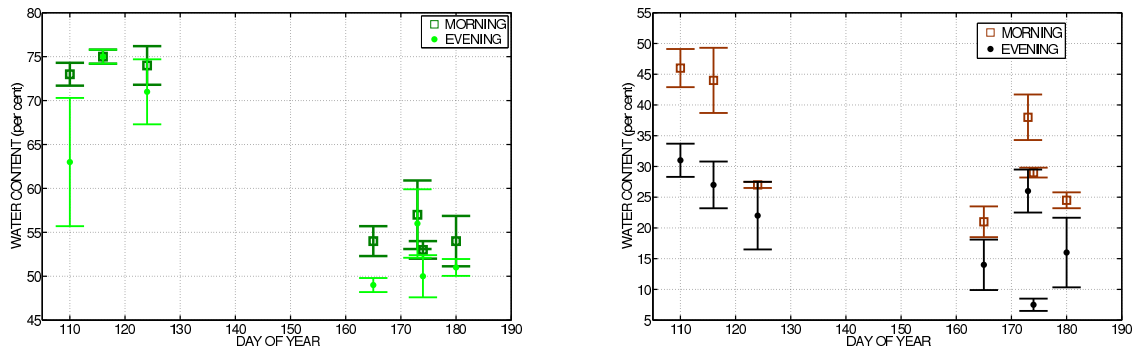 80
75
70
65
60
55
50
45
WATER CONTENT (per cent)
MORNING
EVENING
110 120 130 140 150 160 170 180 190
DAY OF YEAR
55
50
45
40
35
30
25
20
15
10
5
WATER CONTENT (per cent)
MORNING
EVENING
110 120 130 140 150 160 170 180 190
DAY OF YEAR